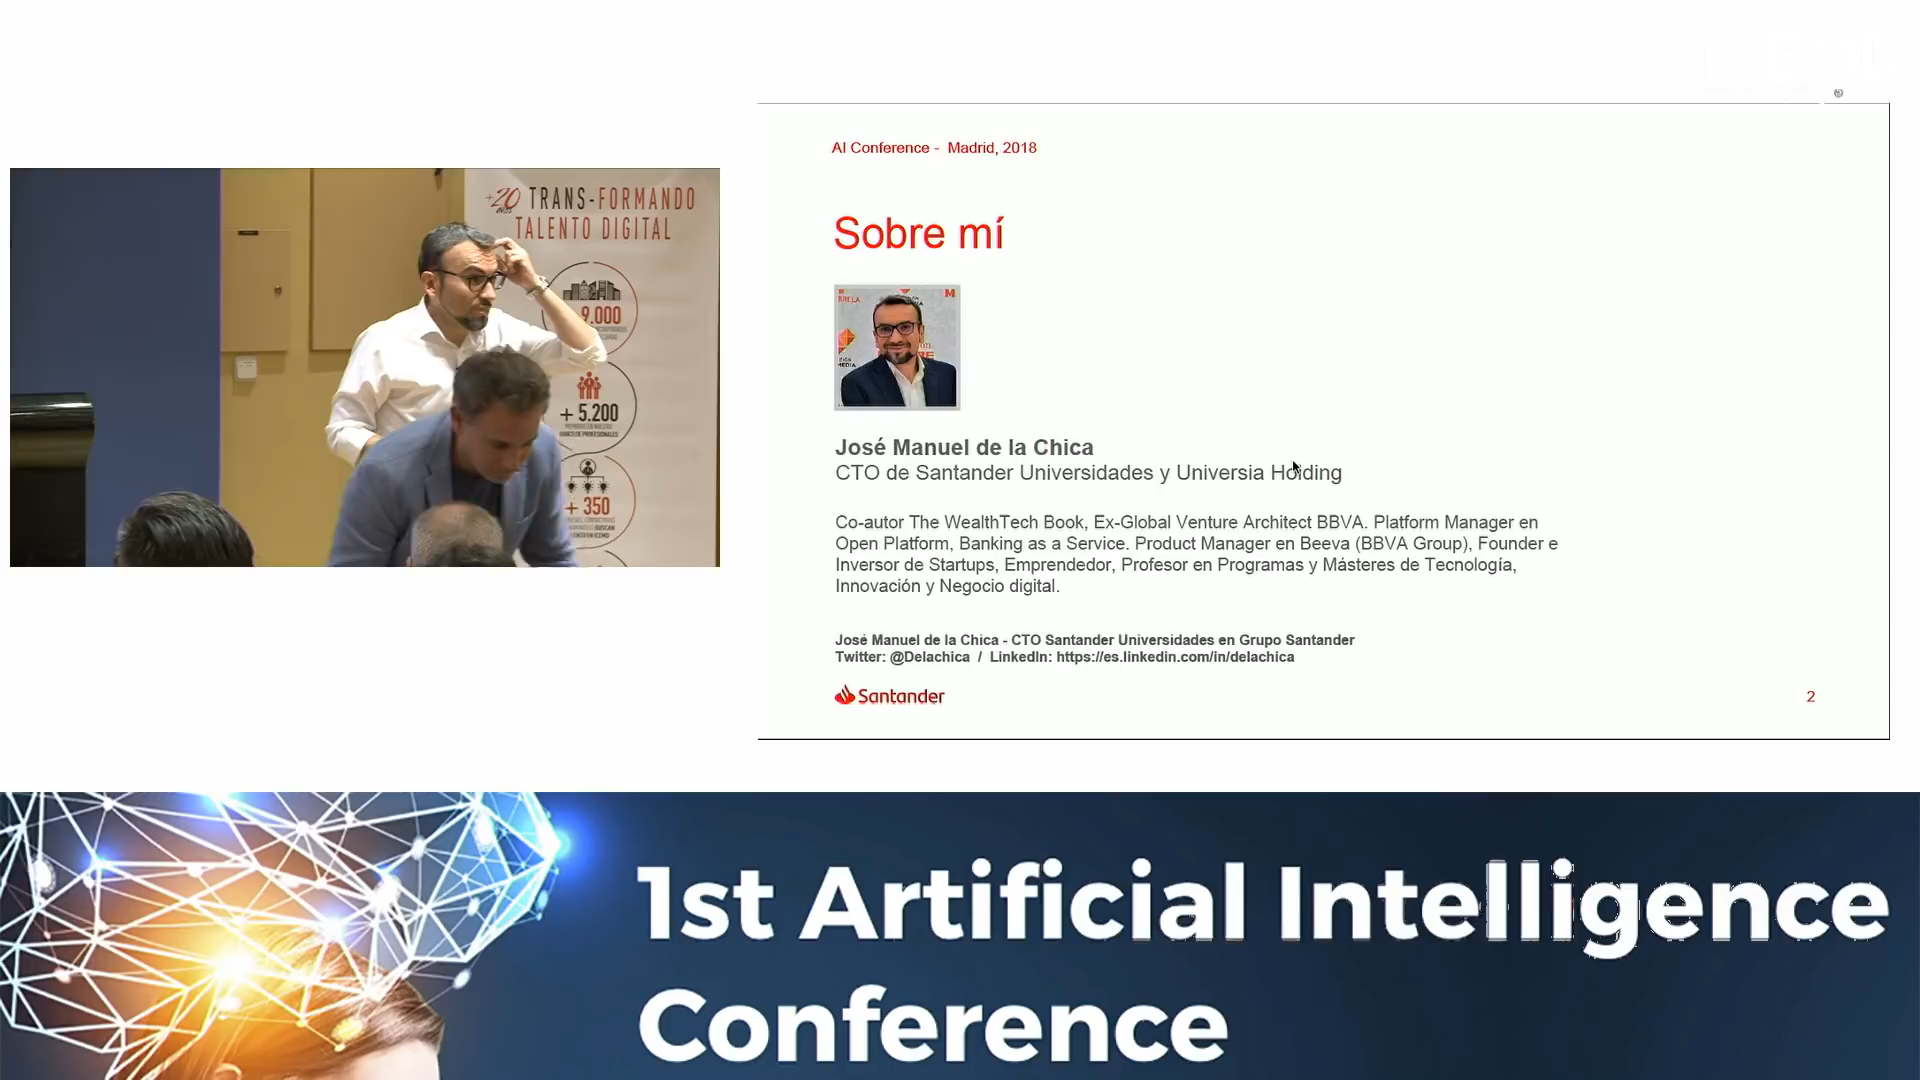 +20 TRANS-FORMANDO
TALENTO DIGITAL
9.000
+ 5.200
+ 350
AI Conference - Madrid, 2018
Sobre mí
José Manuel de la Chica
CTO de Santander Universidades y Universia Holding
Co-autor The WealthTech Book, Ex-Global Venture Architect BBVA. Platform Manager en
Open Platform, Banking as a Service. Product Manager en Beeva (BBVA Group), Founder e
Inversor de Startups, Emprendedor, Profesor en Programas y Másteres de Tecnología,
Innovación y Negocio digital.
José Manuel de la Chica - CTO Santander Universidades en Grupo Santander
Twitter: @Delachica / LinkedIn: https://es.linkedin.com/in/delachica
Santander
2
1st Artificial Intelligence
Conference